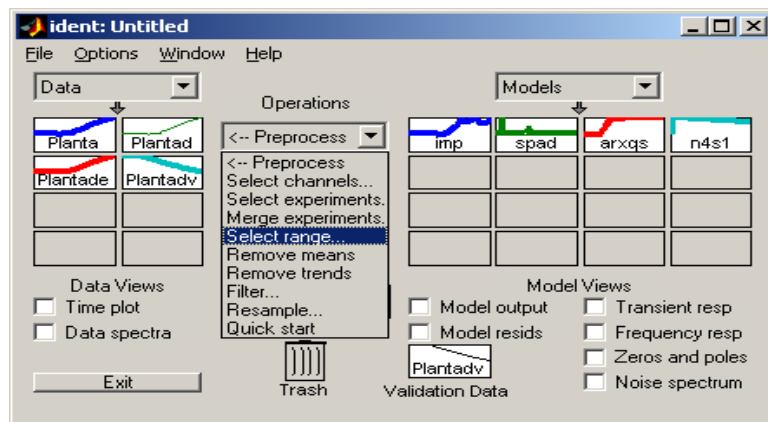 ident: Untitled
File Options Window Help
Data
Operations
Models
Planta Plantad
<-- Preprocess
imp spad arxqs n4s1
Plantade Plantadv
<-- Preprocess
Select channels...
Select experiments.
Merge experiments.
Select range...
Remove means
Remove trends
Filter...
Resample...
Quick start
Data Views
Time plot
Data spectra
Exit
Trash
Model Views
Model output Transient resp
Model resids Frequency resp
Zeros and poles
Noise spectrum
Plantadv
Validation Data